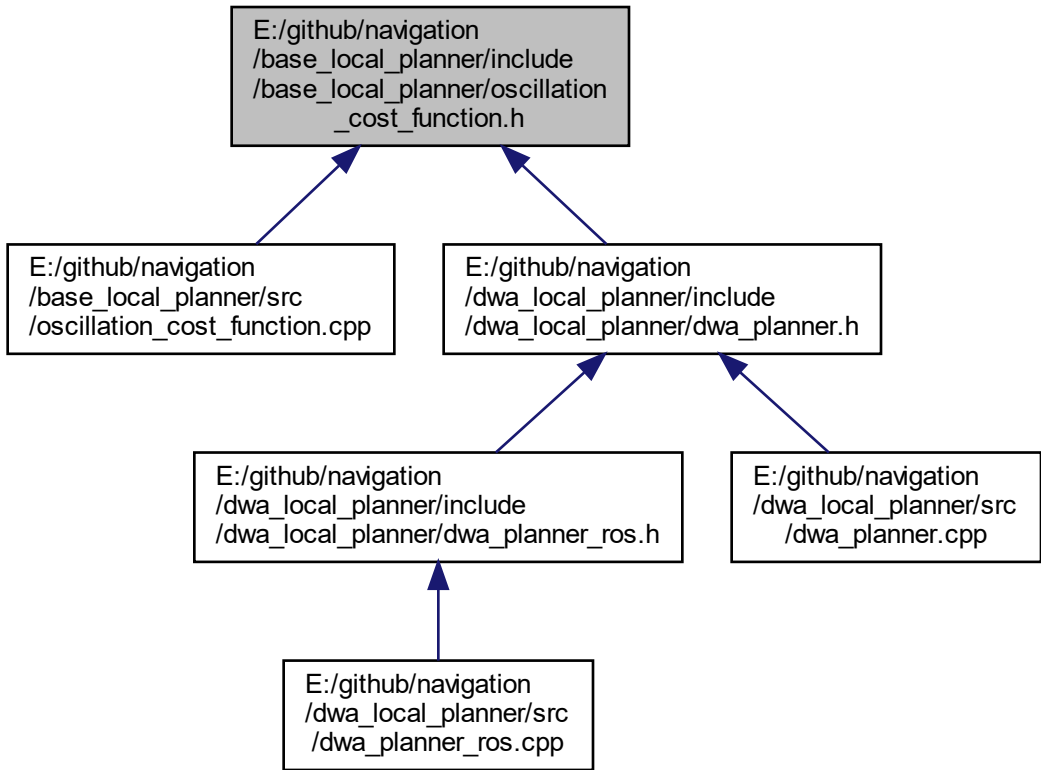 E:/github/navigation
/base_local_planner/include
/base_local_planner/oscillation
_cost_function.h
E:/github/navigation
/base_local_planner/src
/oscillation_cost_function.cpp
E:/github/navigation
/dwa_local_planner/include
/dwa_local_planner/dwa_planner.h
E:/github/navigation
/dwa_local_planner/include
/dwa_local_planner/dwa_planner_ros.h
E:/github/navigation
/dwa_local_planner/src
/dwa_planner.cpp
E:/github/navigation
/dwa_local_planner/src
/dwa_planner_ros.cpp